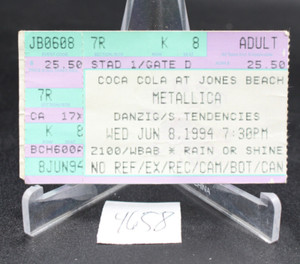 JB0608 7R K 8 ADULT
$ 25.50 STAD 1/GATE D 25.50
COCA COLA AT JONES BEACH
7R METALLICA
CA 17X DANZIG/S.TENDENCIES
K 8 WED JUN 8,1994 7:30PM
BCH600A 2100/WBAB * RAIN OR SHINE
8JUN94 NO REF/EX/REC/CAM/BOT/CAN
4658